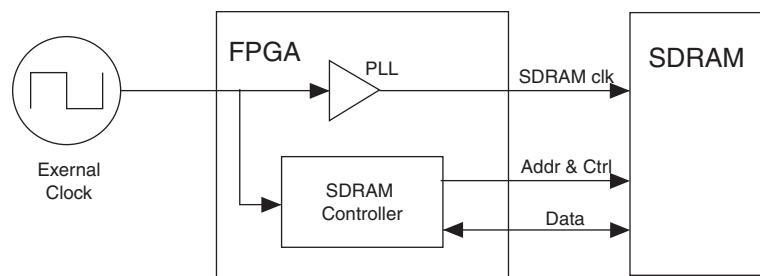 FPGA
PLL
SDRAM clk
SDRAM
Exernal
Clock
SDRAM
Controller
Addr & Ctrl
Data